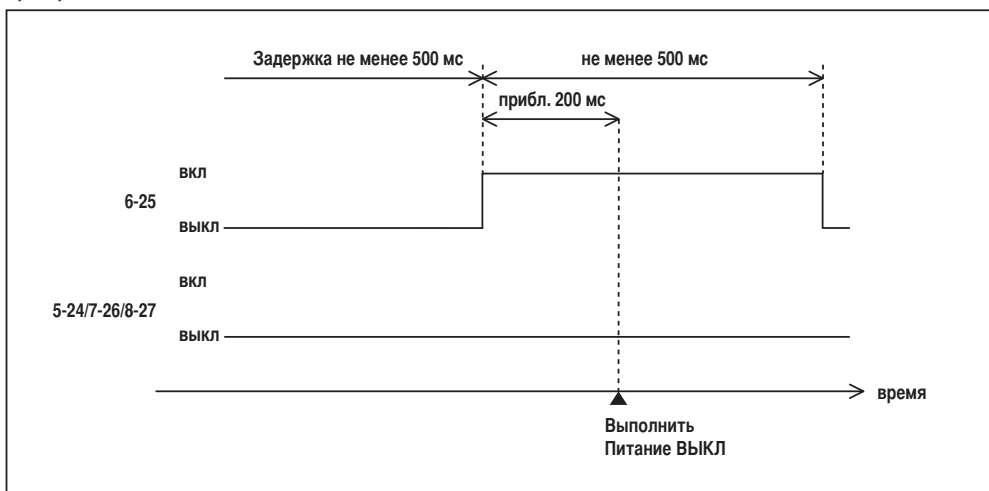 Задержка не менее 500 мс
не менее 500 мс
прибл. 200 мс
вкл
6-25
выкл
вкл
5-24/7-26/8-27
выкл
время
Выполнить
Питание ВЫКЛ